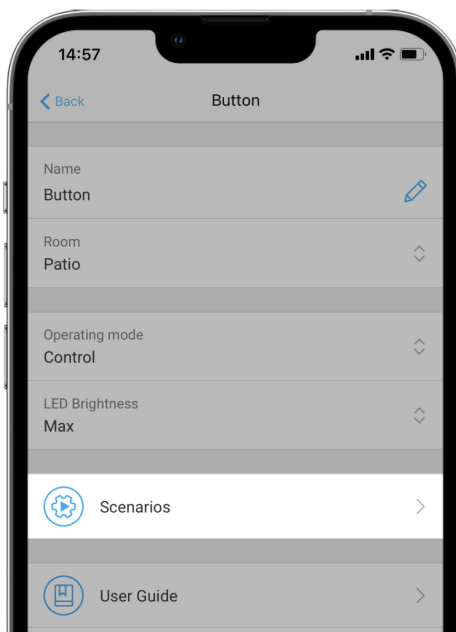 14:57
Back
Button
Name
Button
Room
Patio
Operating mode
Control
LED Brightness
Max
Scenarios
User Guide